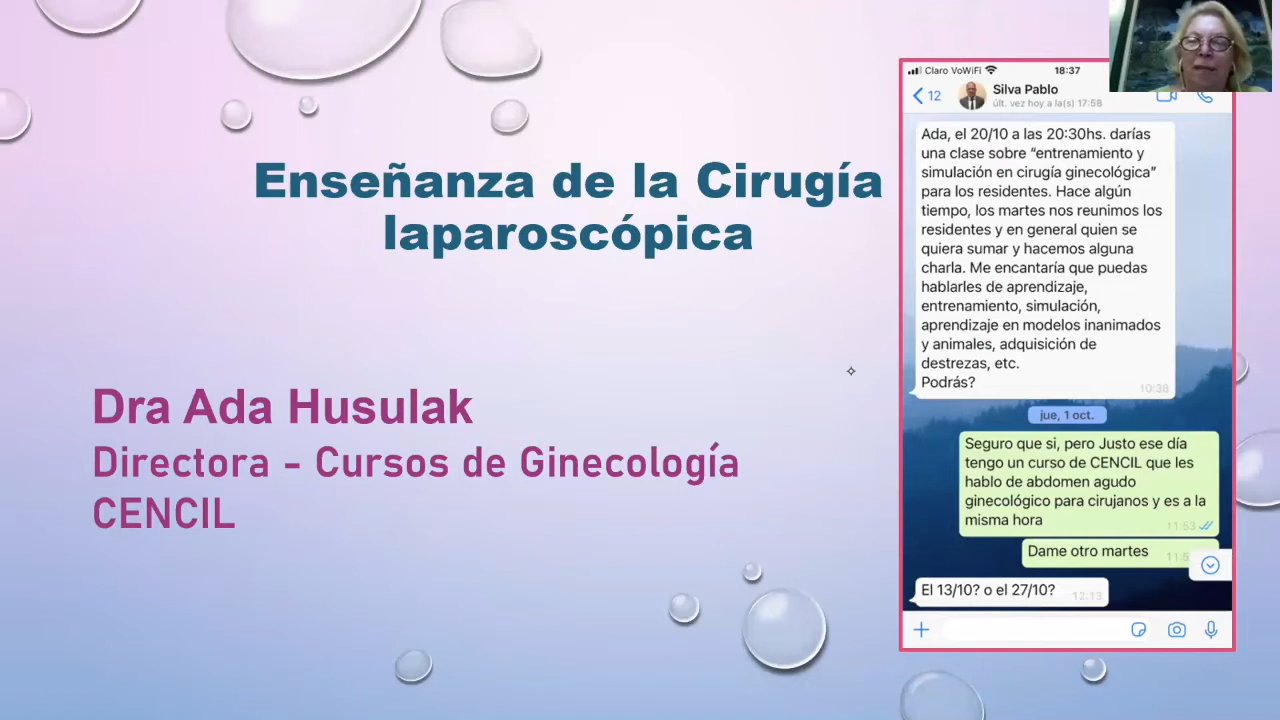 Enseñanza de la Cirugía
laparoscópica
Dra Ada Husulak
Directora - Cursos de Ginecología
CENCIL
Claro VoWiFi
18:37
12
Silva Pablo
últ. vez hoy a la(s) 17:58
Ada, el 20/10 a las 20:30hs. darías
una clase sobre “entrenamiento y
simulación en cirugía ginecológica”
para los residentes. Hace algún
tiempo, los martes nos reunimos los
residentes y en general quien se
quiera sumar y hacemos alguna
charla. Me encantaría que puedas
hablarles de aprendizaje,
entrenamiento, simulación,
aprendizaje en modelos inanimados
y animales, adquisición de
destrezas, etc.
Podrás?
10:38
jue, 1 oct.
Seguro que si, pero Justo ese día
tengo un curso de CENCIL que les
hablo de abdomen agudo
ginecológico para cirujanos y es a la
misma hora
11:53
Dame otro martes
El 13/10? o el 27/10?
12:13